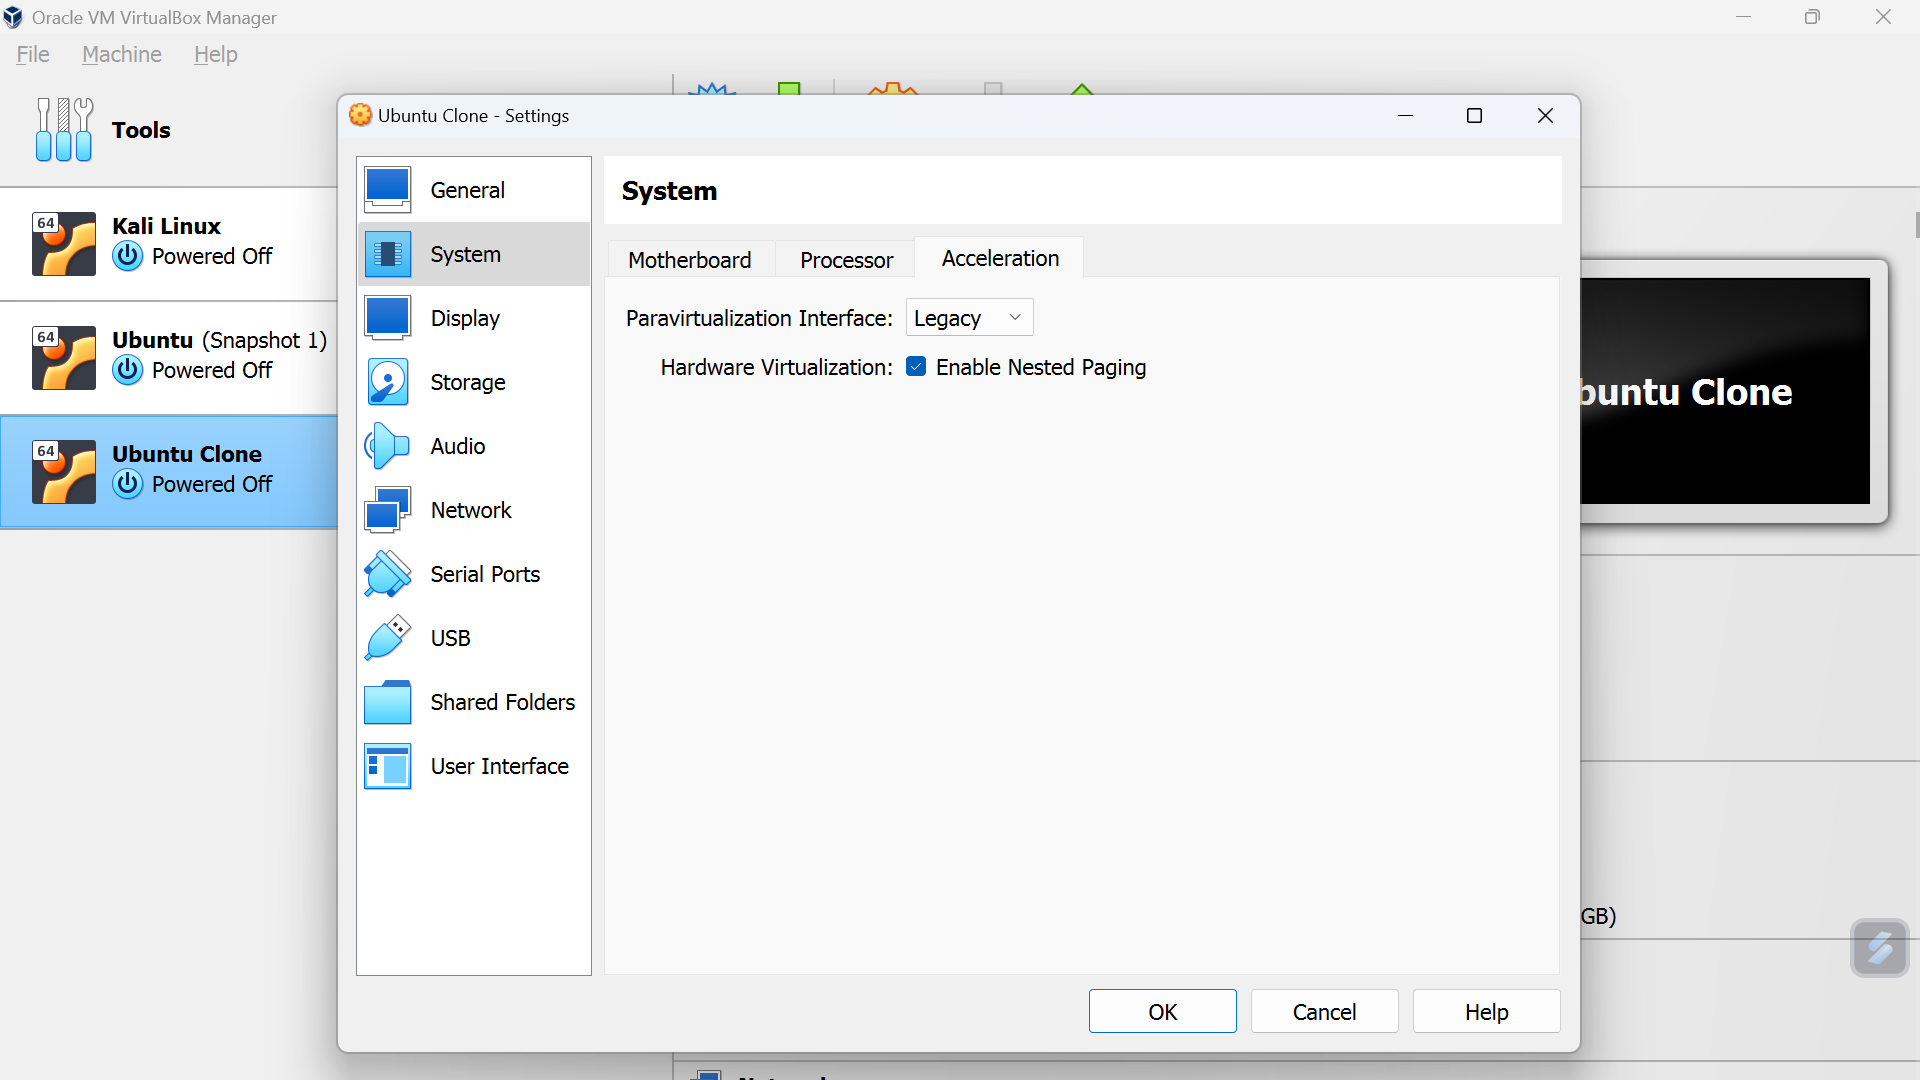 Oracle VM VirtualBox Manager
File Machine Help
Tools
64
Kali Linux
Powered Off
64
Ubuntu (Snapshot 1)
Powered Off
64
Ubuntu Clone
Powered Off
Ubuntu Clone - Settings
General
System
Display
Storage
Audio
Network
Serial Ports
USB
Shared Folders
User Interface
System
Motherboard Processor Acceleration
Paravirtualization Interface: Legacy
Hardware Virtualization: Enable Nested Paging
OK Cancel Help
buntu Clone
GB)